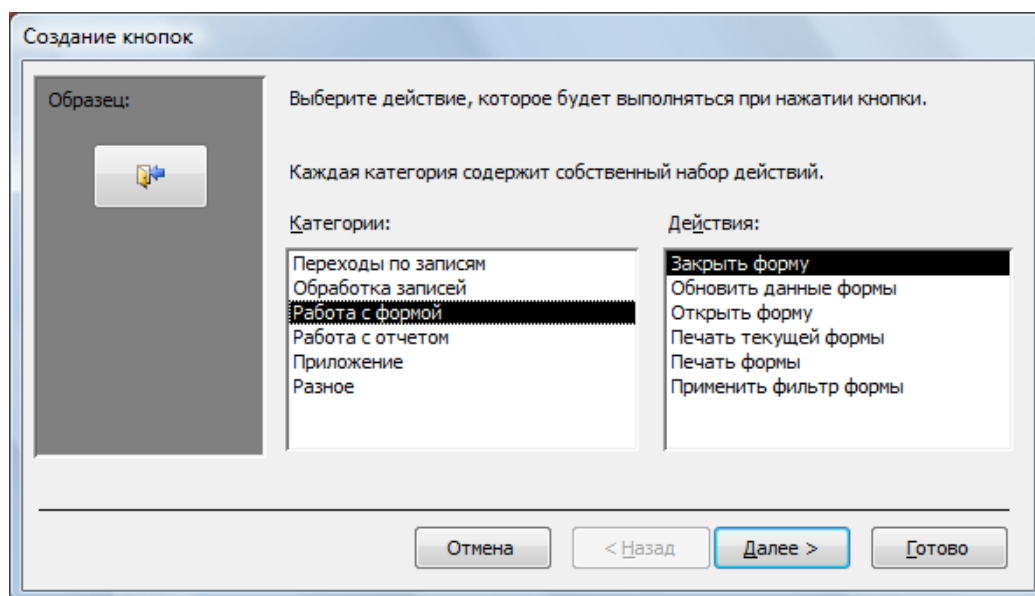 Создание кнопок
Образец:
Выберите действие, которое будет выполняться при нажатии кнопки.
Каждая категория содержит собственный набор действий.
Категории:
Переходы по записям
Обработка записей
Работа с формой
Работа с отчетом
Приложение
Разное
Действия:
Закрыть форму
Обновить данные формы
Открыть форму
Печать текущей формы
Печать формы
Применить фильтр формы
Отмена
< Назад
Далее >
Готово